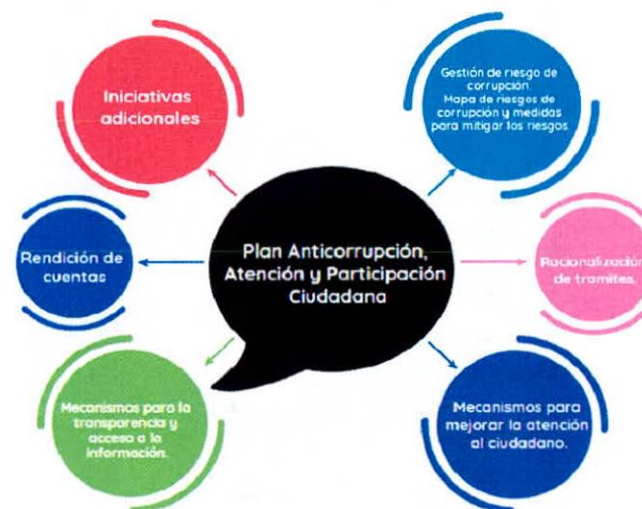 Iniciativas
adicionales
Gestión de riesgo de
corrupción.
Mapa de riesgos de
corrupción y medidas
para mitigar los riesgos.
Rendición de
cuentas
Plan Anticorrupción,
Atención y Participación
Ciudadana
Racionalización
de tramites.
Mecanismos para la
transparencia y
acceso a la
información.
Mecanismos para
mejorar la atención
al ciudadano.